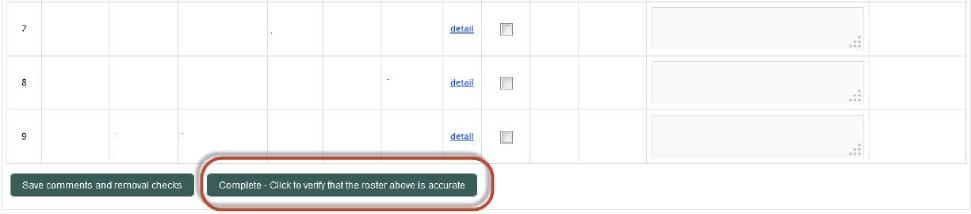 7 detail
8 detail
9 detail
Save comments and removal checks Complete - Click to verify that the roster above is accurate